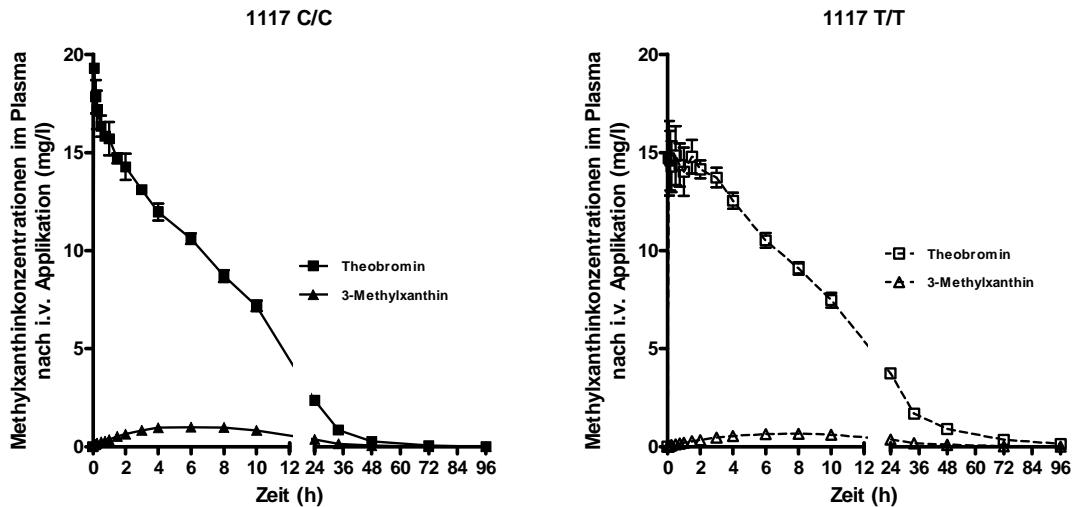 1117 C/C
Methylxanthinkonzentrationen im Plasma
nach i.v. Applikation (mg/l)
20
15
10
5
0
Theobromin
3-Methylxanthin
0 2 4 6 8 10 12 24 36 48 60 72 84 96
Zeit (h)
1117 T/T
Methylxanthinkonzentrationen im Plasma
nach i.v. Applikation (mg/l)
20
15
10
5
0
Theobromin
3-Methylxanthin
0 2 4 6 8 10 12 24 36 48 60 72 84 96
Zeit (h)